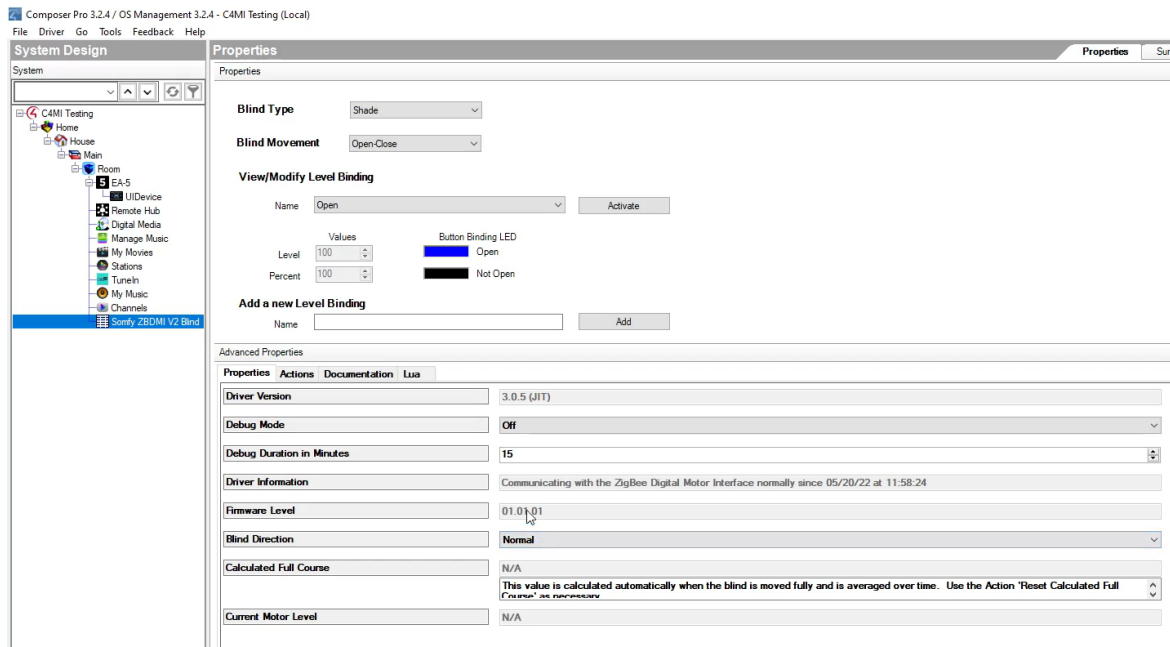 Composer Pro 3.2.4 / OS Management 3.2.4 - C4MI Testing (Local)
File Driver Go Tools Feedback Help
System Design
System
C4MI Testing
Home
House
Main
Room
5 EA-5
UIDevice
Remote Hub
Digital Media
Manage Music
My Movies
Stations
TuneIn
My Music
Channels
Somfy ZBDMI V2 Blind
Properties
Properties Sur
Properties
Blind Type Shade
Blind Movement Open-Close
View/Modify Level Binding
Name Open Activate
Values Button Binding LED
Level 100 Open
Percent 100 Not Open
Add a new Level Binding
Name Add
Advanced Properties
Properties Actions Documentation Lua
Driver Version 3.0.5 (JIT)
Debug Mode Off
Debug Duration in Minutes 15
Driver Information Communicating with the ZigBee Digital Motor Interface normally since 05/20/22 at 11:58:24
Firmware Level 01.01.01
Blind Direction Normal
Calculated Full Course N/A
This value is calculated automatically when the blind is moved fully and is averaged over time. Use the Action 'Reset Calculated Full
Course' as necessary
Current Motor Level N/A